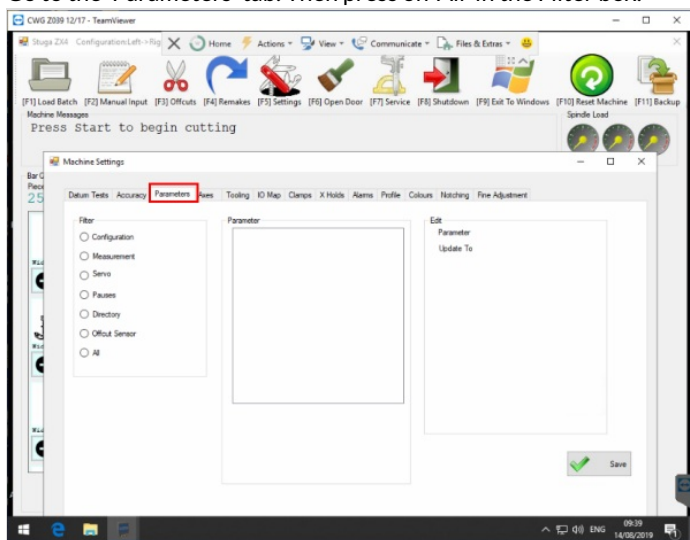 Go to the 'Parameters' tab. Then press on 'All' in the Filter box.
CWG Z039 12/17 - TeamViewer
Stuga ZX4 Configuration:Left->Rig
Home Actions View Communicate Files & Extras
[F1] Load Batch [F2] Manual Input [F3] Offcuts [F4] Remakes [F5] Settings [F6] Open Door [F7] Service [F8] Shutdown [F9] Exit To Windows [F10] Reset Machine [F11] Backup
Machine Messages Spindle Load
Press Start to begin cutting
Machine Settings
Bar
Piece
25
Datum Tests Accuracy Parameters Axes Tooling IO Map Clamps X Holds Alarms Profile Colours Notching Fine Adjustment
Filter Parameter Edit
Configuration Parameter
Measurement Update To
Servo
Pauses
Directory
Offcut Sensor
All
Save
ENG 09:39
14/08/2019